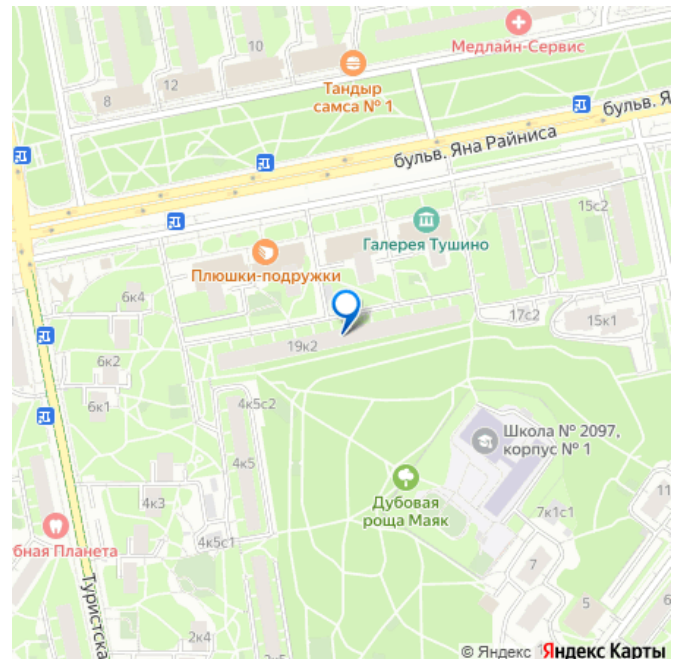 10
Медлайн-Сервис
12
8
Тандыр
самса № 1
бульв. Яна Райниса
бульв. Я
15с2
Галерея Тушино
Плюшки-подружки
6к4
17с2
15к1
19к2
6к2
6к1
4к5с2
Школа № 2097,
корпус № 1
4к5
Дубовая
роща Маяк
11
4к3
7к1с1
бная Планета
4к5с1
7
Туристска
5
6
2к4
© Яндекс
1
Яндекс Карты